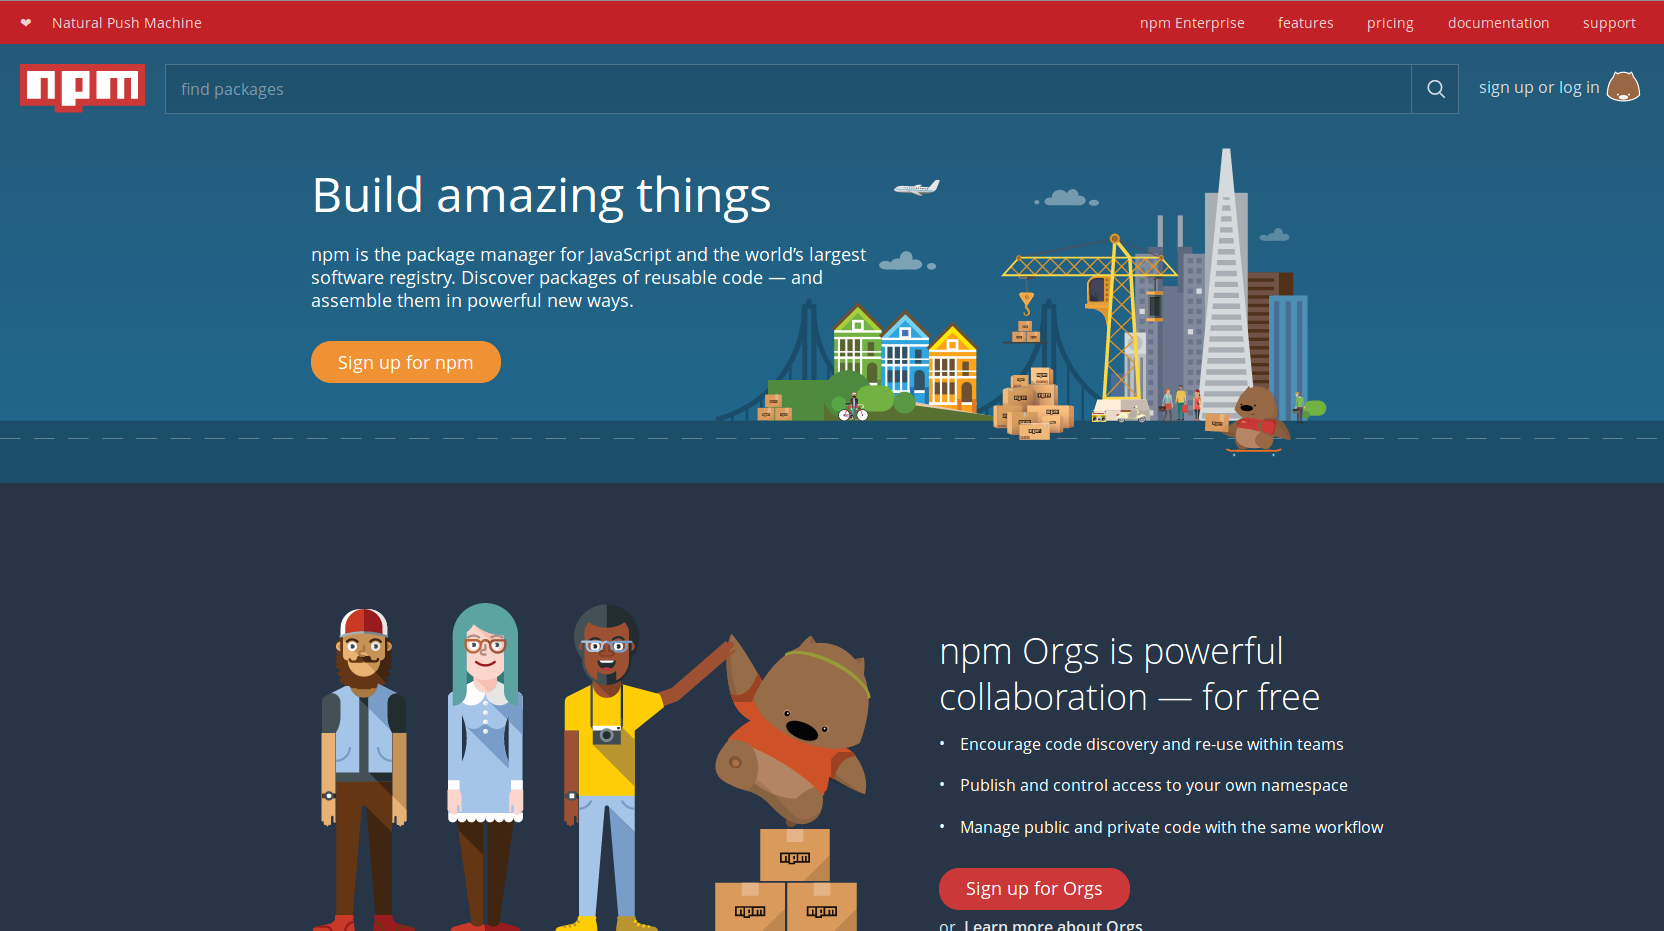 ❤ Natural Push Machine
npm Enterprise features pricing documentation support
npm
find packages
sign up or log in
Build amazing things
npm is the package manager for JavaScript and the world’s largest
software registry. Discover packages of reusable code — and
assemble them in powerful new ways.
Sign up for npm
npm Orgs is powerful
collaboration — for free
• Encourage code discovery and re-use within teams
• Publish and control access to your own namespace
• Manage public and private code with the same workflow
Sign up for Orgs
or Learn more about Orgs
npm
npm npm